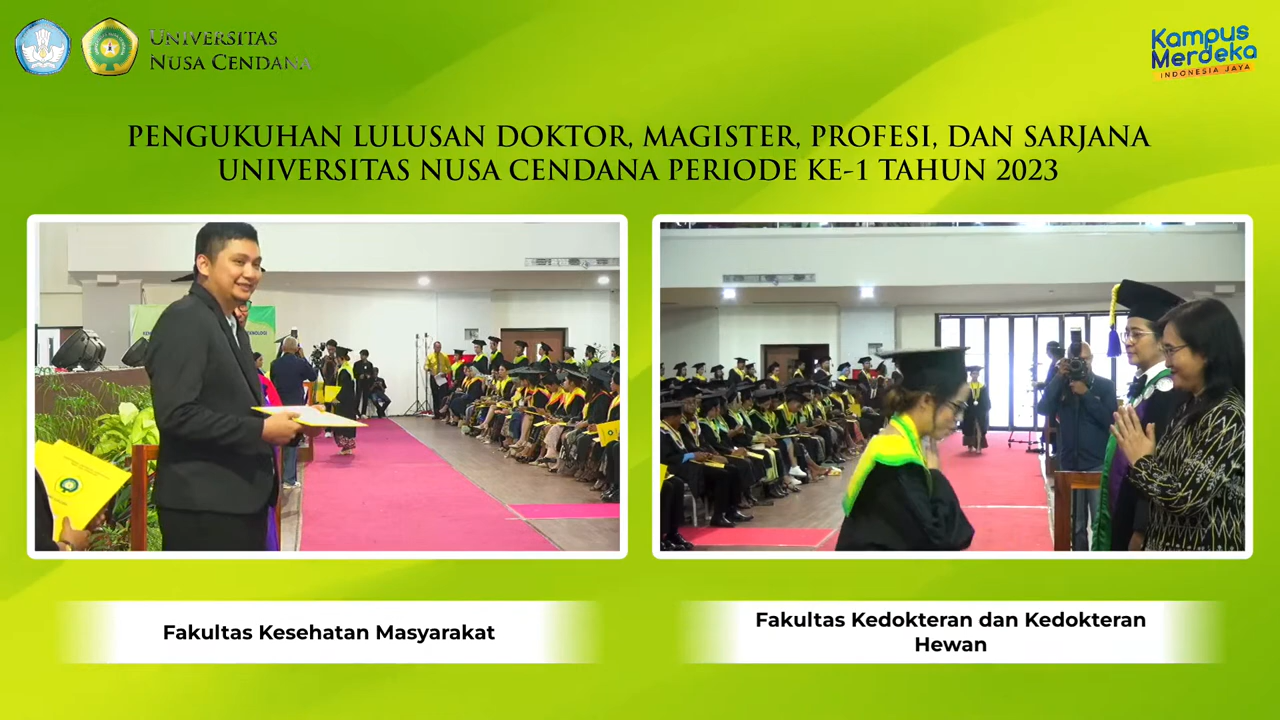 UNIVERSITAS
NUSA CENDANA
Kampus
Merdeka
INDONESIA JAYA
PENGUKUHAN LULUSAN DOKTOR, MAGISTER, PROFESI, DAN SARJANA
UNIVERSITAS NUSA CENDANA PERIODE KE-1 TAHUN 2023
Fakultas Kesehatan Masyarakat
Fakultas Kedokteran dan Kedokteran
Hewan